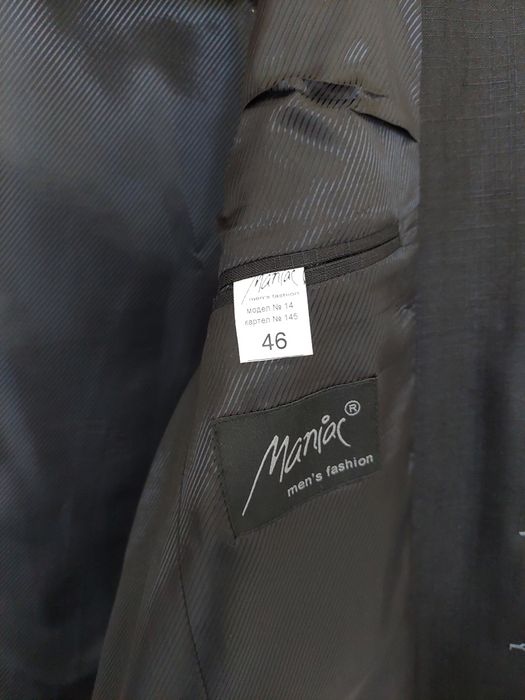 Maniac
men's fashion
модел № 14
картел № 145
46
Maniac®
men's fashion